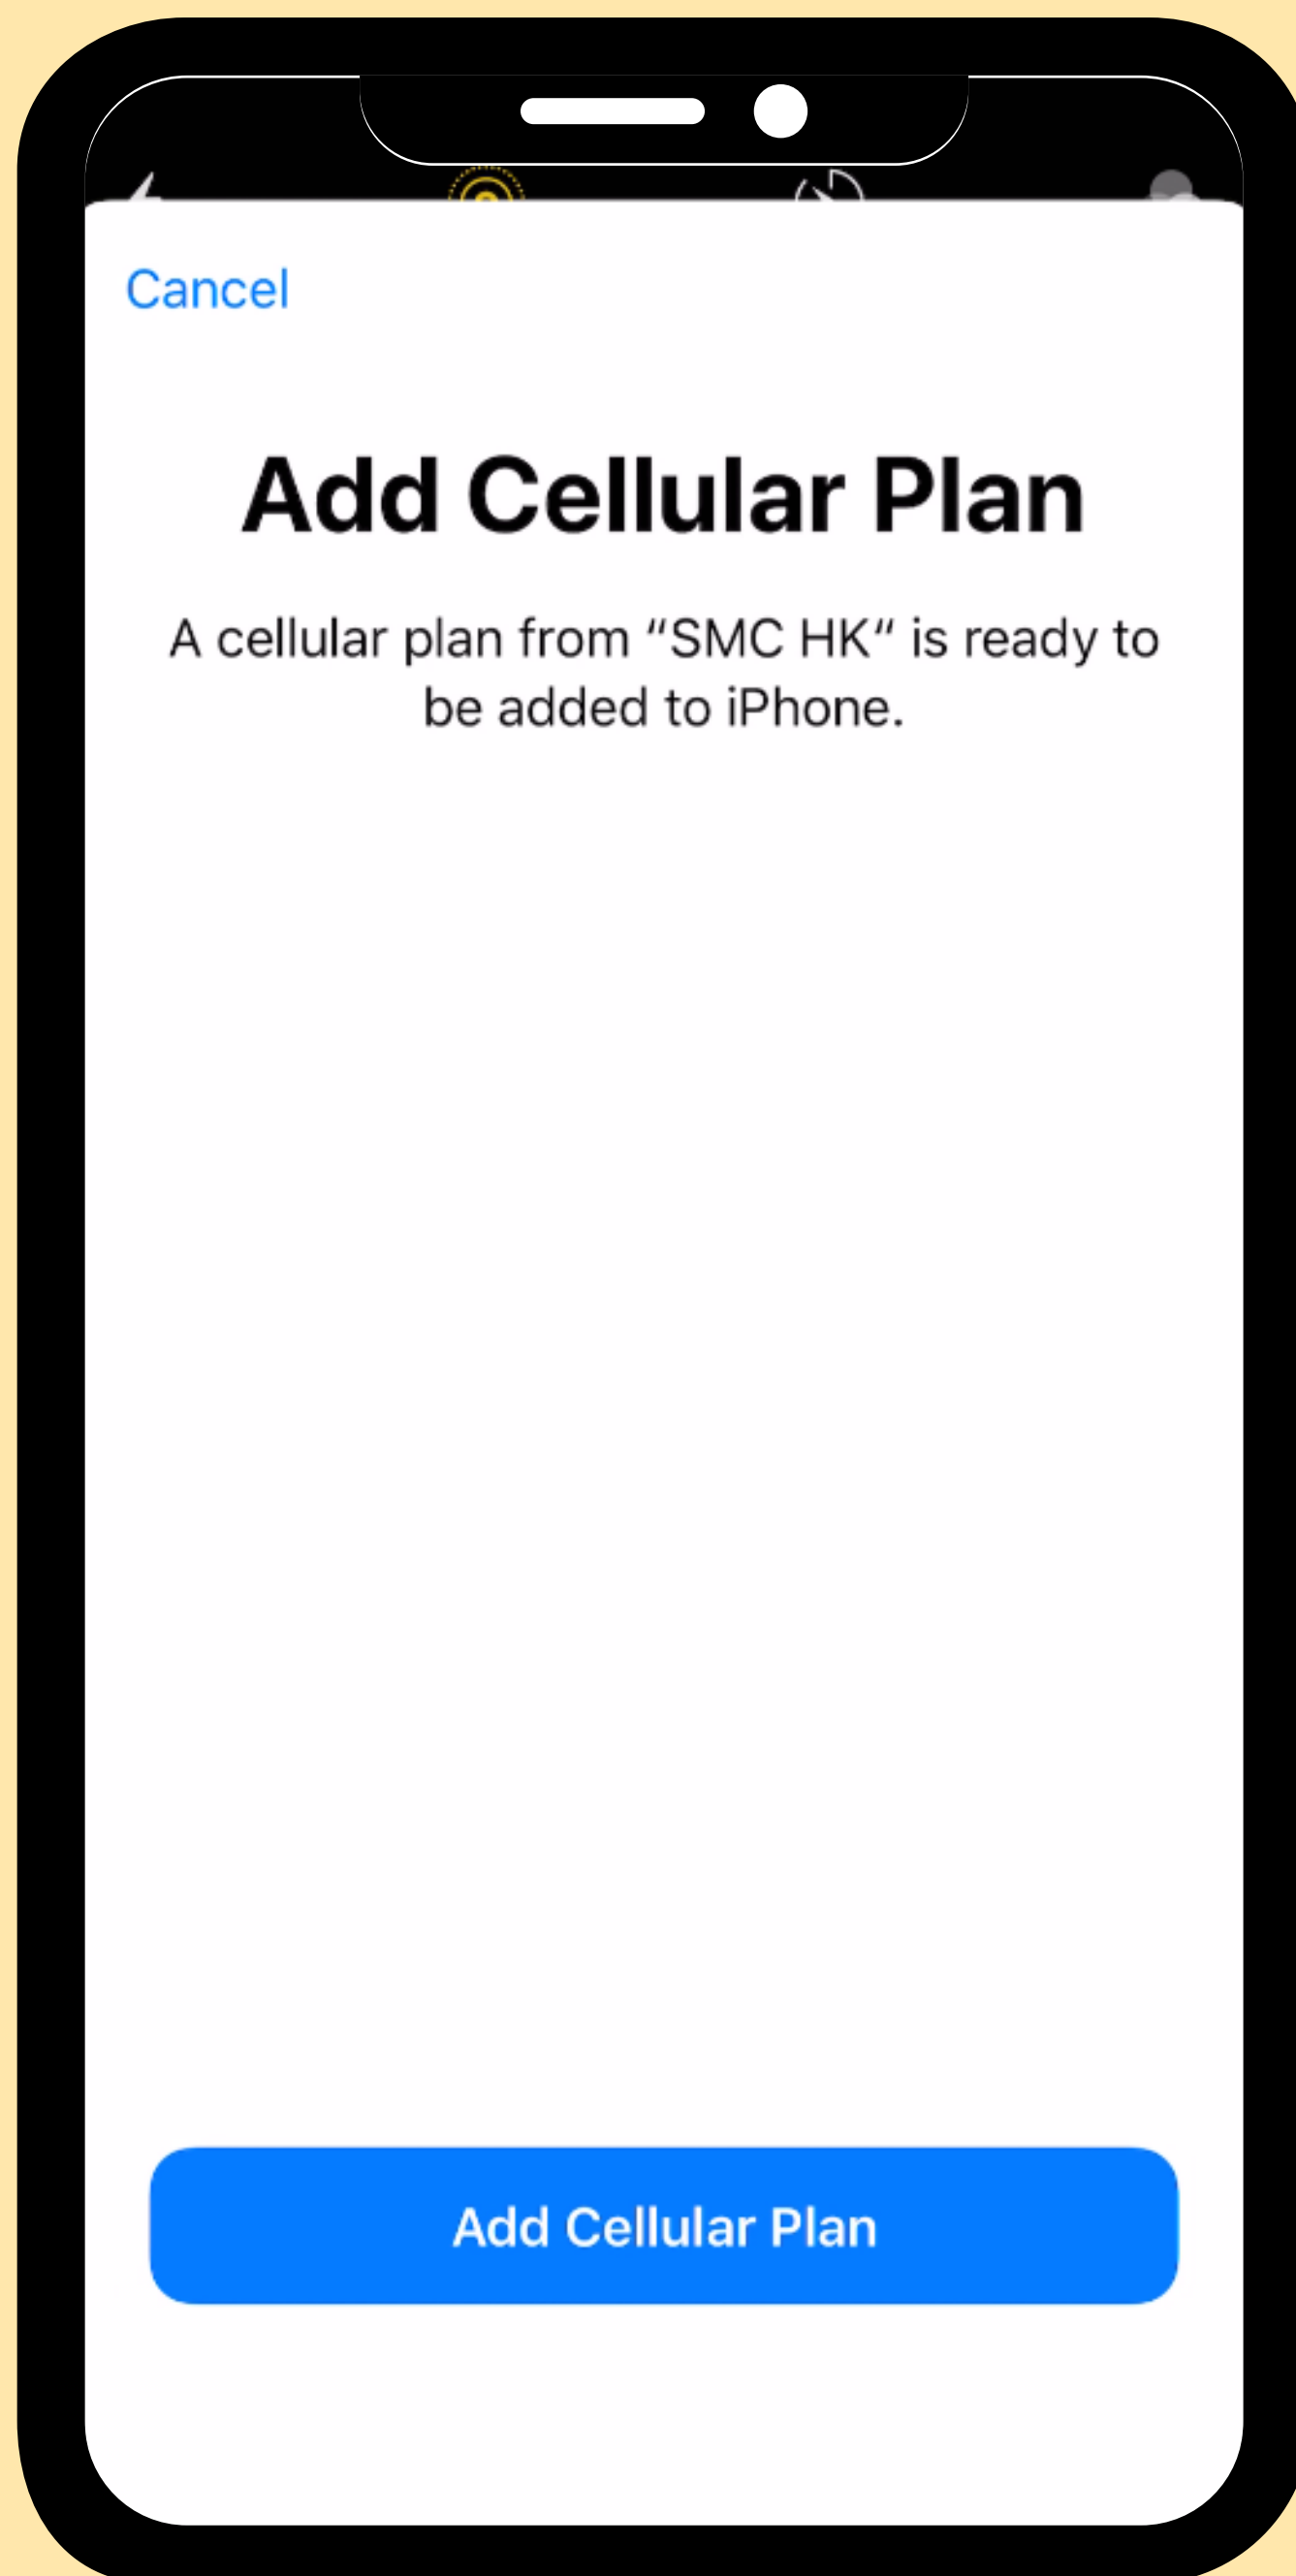 Cancel
Add Cellular Plan
A cellular plan from “SMC HK“ is ready to
be added to iPhone.
Add Cellular Plan